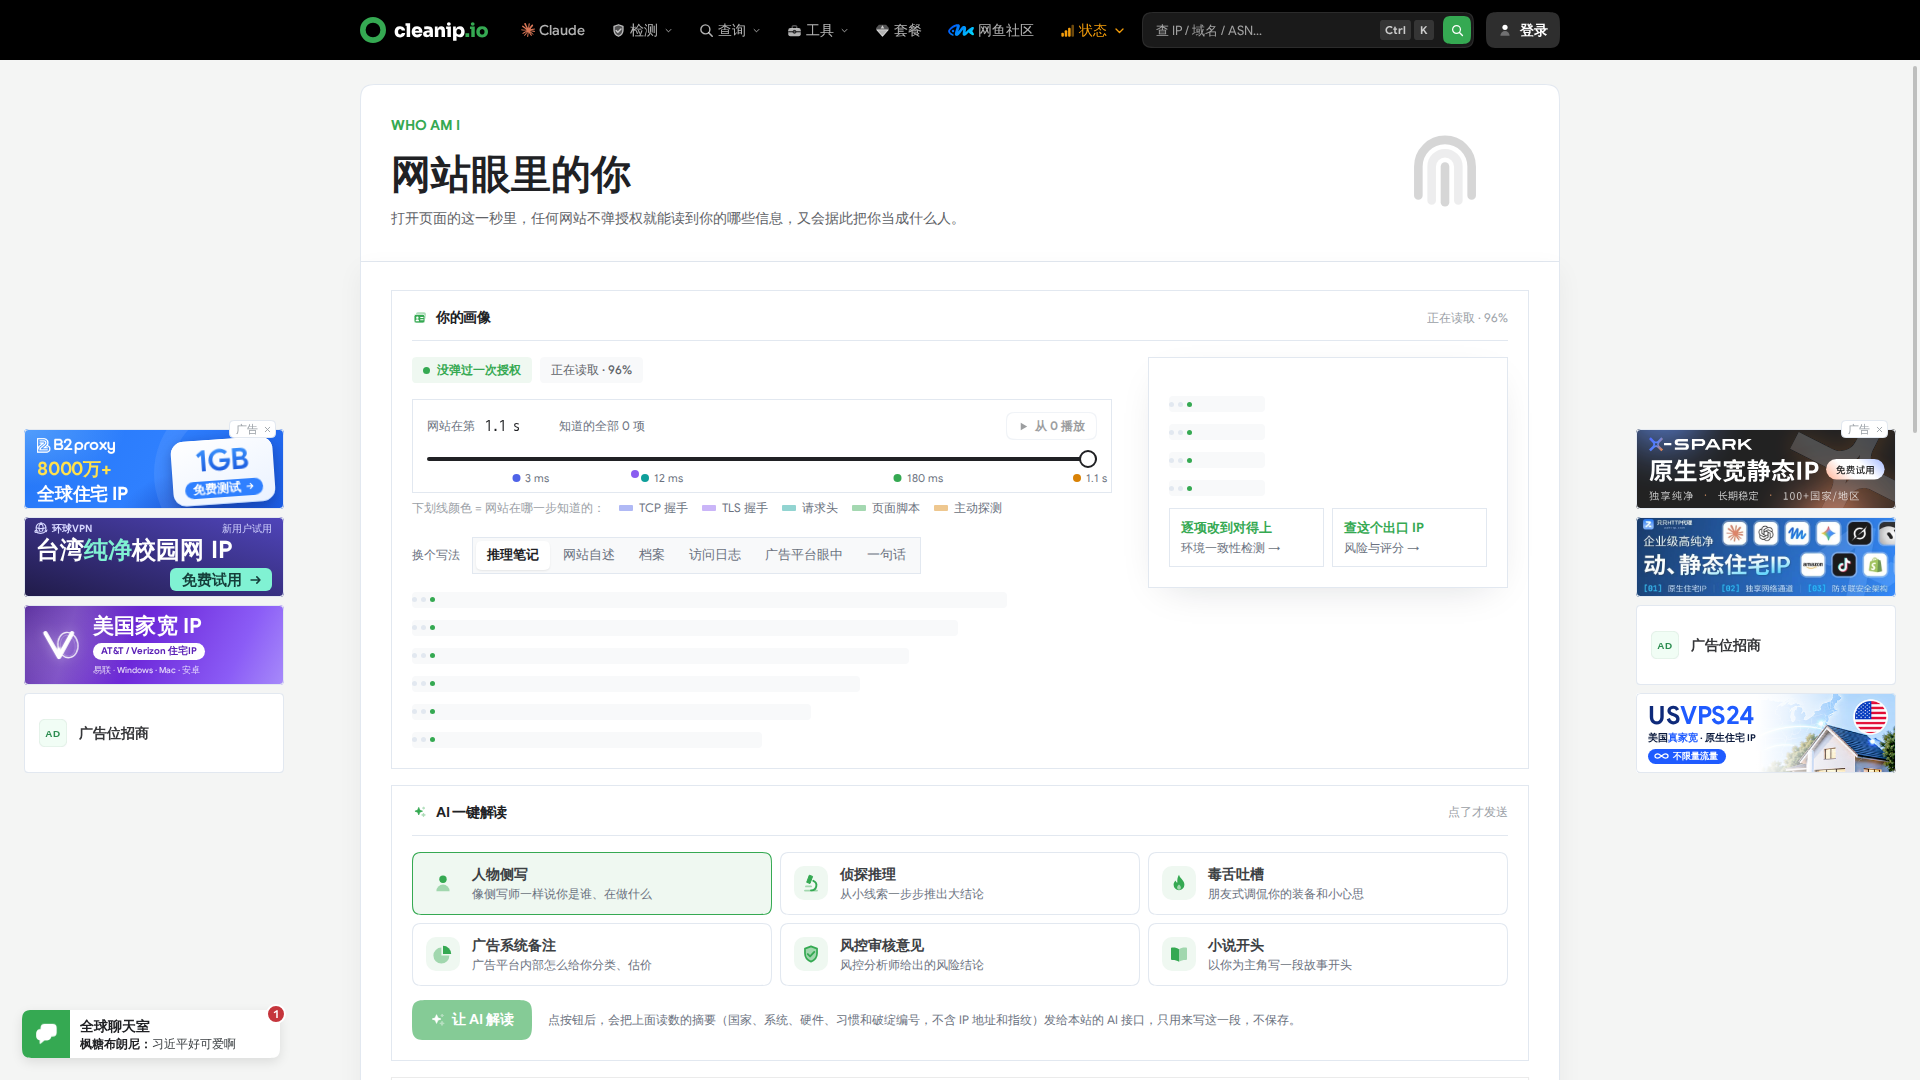 cleanip.io
Claude
检测
查询
工具
套餐
网鱼社区
状态
查 IP / 域名 / ASN...
Ctrl
K
登录
WHO AM I
网站眼里的你
打开页面的这一秒里，任何网站不弹授权就能读到你的哪些信息，又会据此把你当成什么人。
你的画像
正在读取 · 96%
没弹过一次授权
正在读取 · 96%
网站在第 1.1 s 知道的全部 0 项
从 0 播放
3 ms
12 ms
180 ms
1.1 s
下划线颜色 = 网站在哪一步知道的：
TCP 握手
TLS 握手
请求头
页面脚本
主动探测
换个写法
推理笔记
网站自述
档案
访问日志
广告平台眼中
一句话
逐项改到对得上
环境一致性检测 →
查这个出口 IP
风险与评分 →
AI 一键解读
点了才发送
人物侧写
像侧写师一样说你是谁、在做什么
侦探推理
从小线索一步步推出大结论
毒舌吐槽
朋友式调侃你的装备和小心思
广告系统备注
广告平台内部怎么给你分类、估价
风控审核意见
风控分析师给出的风险结论
小说开头
以你为主角写一段故事开头
让 AI 解读
点按钮后，会把上面读数的摘要（国家、系统、硬件、习惯和破绽编号，不含 IP 地址和指纹）发给本站的 AI 接口，只用来写这一段，不保存。
广告 ×
B2proxy
8000万+
全球住宅 IP
1GB
免费测试 →
环球VPN
新用户试用
台湾纯净校园网 IP
免费试用 →
美国家宽 IP
AT&T / Verizon 住宅IP
易联 · Windows · Mac · 安卓
AD
广告位招商
广告 ×
X-SPARK
原生家宽静态IP
免费试用
独享纯净 · 长期稳定 · 100+国家/地区
企业级高纯净
动、静态住宅IP
amazon
[01] 原生住宅IP
[02] 独享网络通道
[03] 防关联安全架构
AD
广告位招商
USVPS24
美国真家宽 · 原生住宅 IP
不限量流量
全球聊天室
枫糖布朗尼：习近平好可爱啊
1